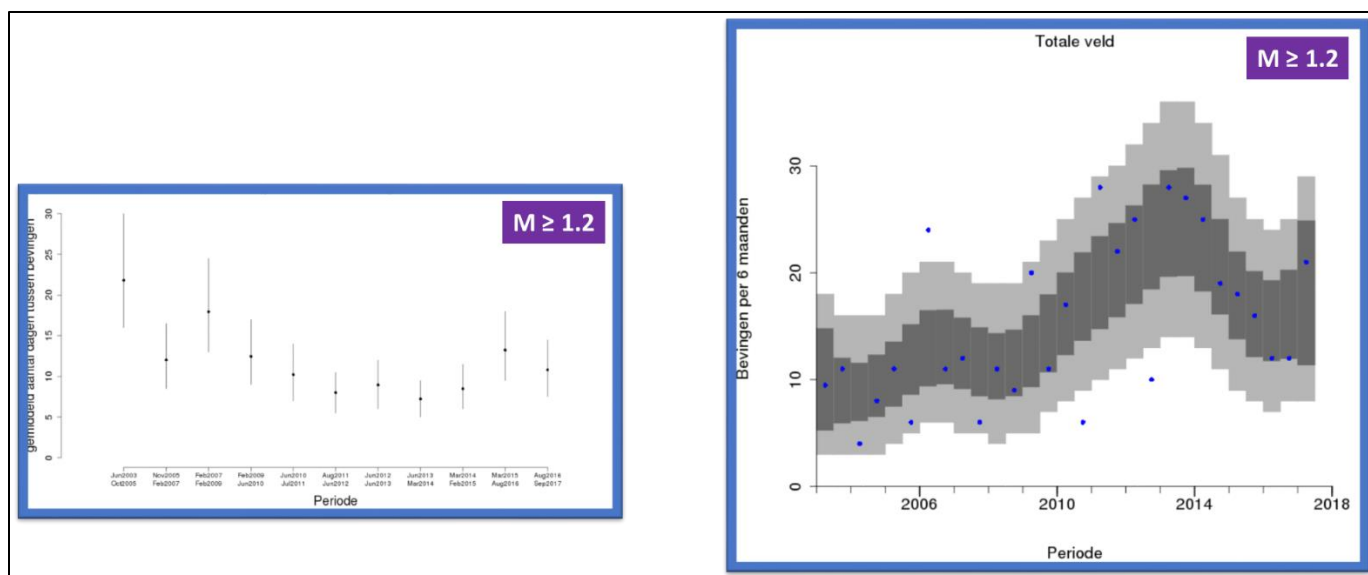 M ≥ 1.2
gemiddeld aantal dagen tussen bevingen
30
25
20
15
10
5
0
Jun2003 Nov2005 Feb2007 Feb2009 Jun2010 Aug2011 Jun2012 Jun2013 Mar2014 Mar2015 Aug2016
Oct2005 Feb2007 Feb2009 Jun2010 Jul2011 Jun2012 Jun2013 Mar2014 Feb2015 Aug2016 Sep2017
Periode
Totale veld
M ≥ 1.2
Bevingen per 6 maanden
30
20
10
0
2006 2010 2014 2018
Periode